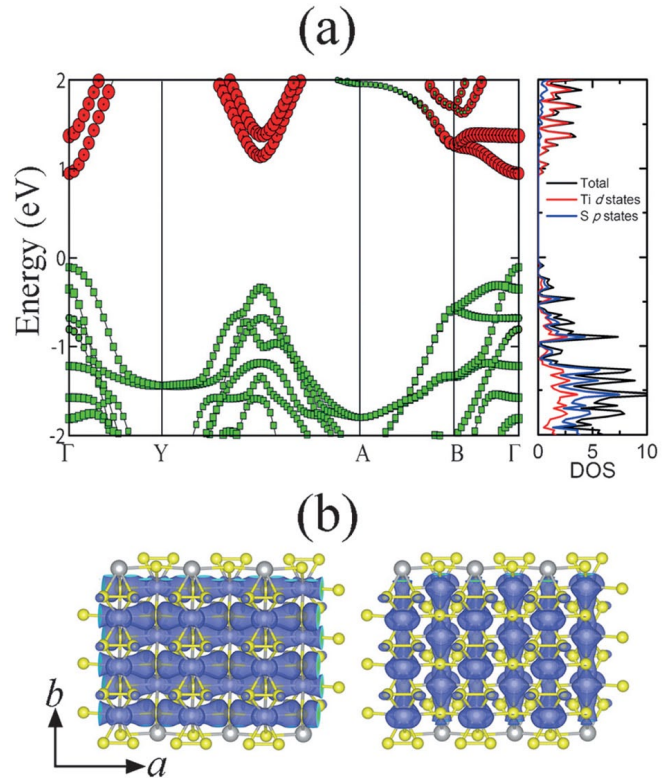 (a)
Energy (eV)
2
1
0
-1
-2
Γ
Y
A
B
Γ
Total
Ti d states
S p states
0
5
10
DOS
(b)
b
a